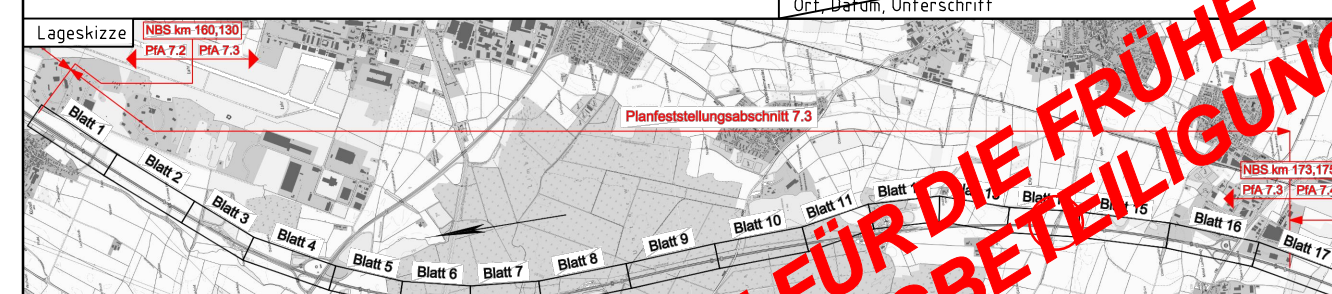 Ort, Datum, Unterschrift
Lageskizze
NBS km 160,130
PfA 7.2 PfA 7.3
Planfeststellungsabschnitt 7.3
NBS km 173,175
PfA 7.3
Blatt 1
Blatt 2
Blatt 3
Blatt 4
Blatt 5
Blatt 6
Blatt 7
Blatt 8
Blatt 9
Blatt 10
Blatt 11
Blatt
Blatt 15
Blatt 16
Blatt 17
FÜR DIE FRÜHE
BETEILIGUNG